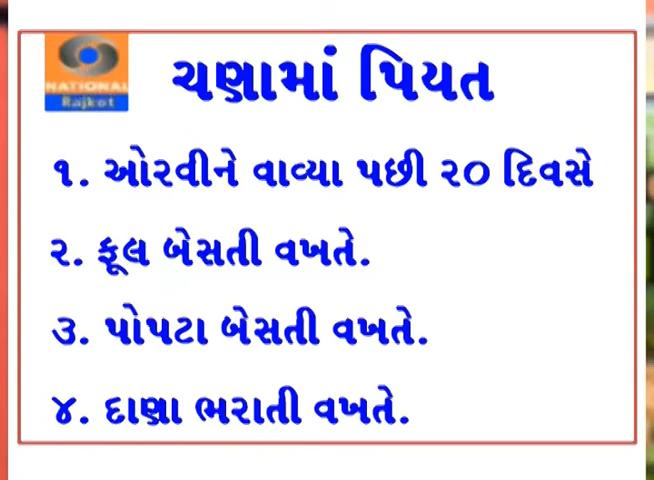 NATIONAL
Rajkot
ચણામાં પિયત
૧. ઓરવીને વાવ્યા પછી ૨૦ દિવસે
૨. ફૂલ બેસતી વખતે.
૩. પોપટા બેસતી વખતે.
૪. દાણા ભરાતી વખતે.